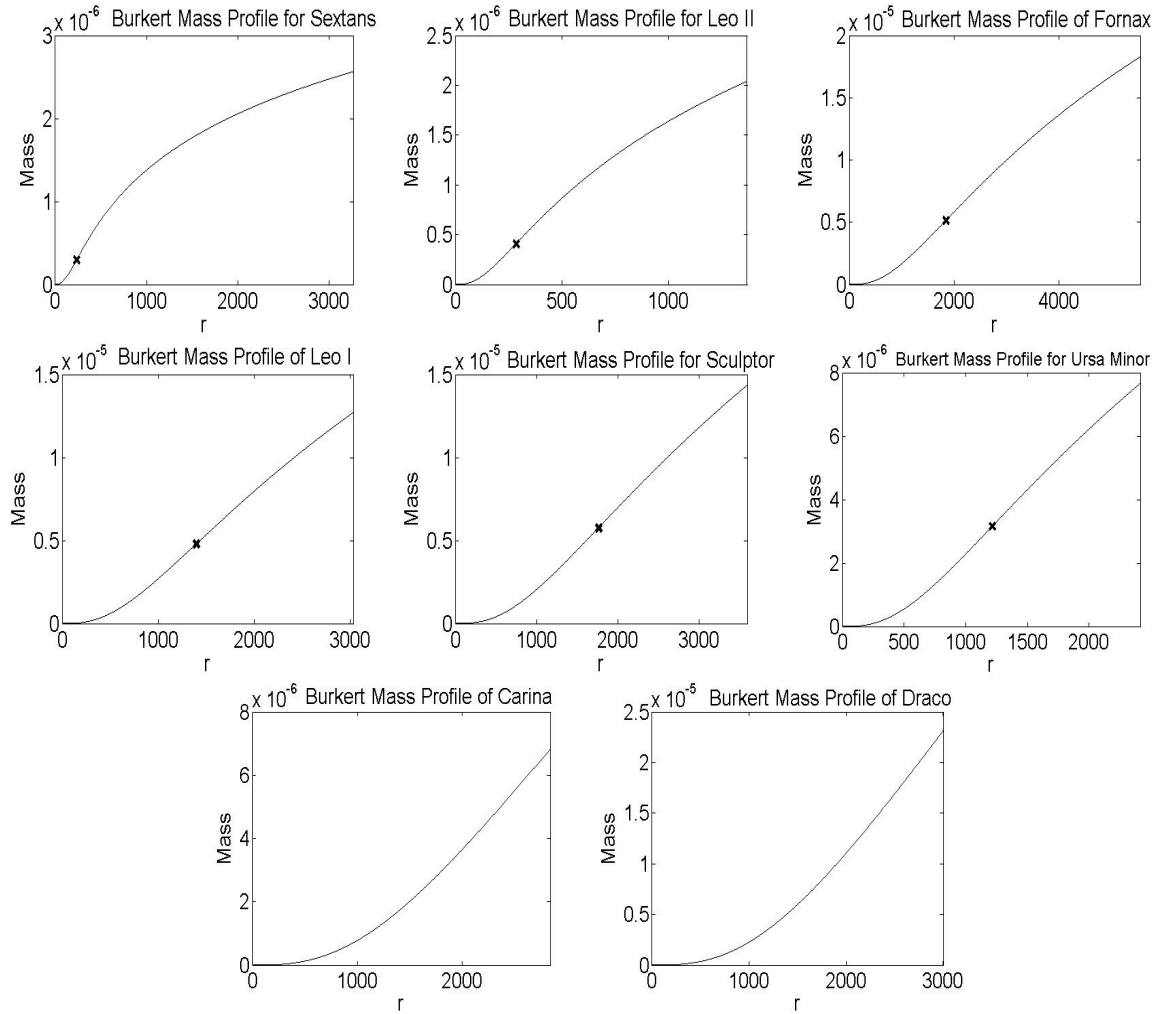 x 10-6 Burkert Mass Profile for Sextans
3
2
1
0
Mass
0 1000 2000 3000
r
x 10-6 Burkert Mass Profile for Leo II
2.5
2
1.5
1
0.5
0
Mass
0 500 1000
r
x 10-5 Burkert Mass Profile of Fornax
2
1.5
1
0.5
0
Mass
0 2000 4000
r
x 10-5 Burkert Mass Profile of Leo I
1.5
1
0.5
0
Mass
0 1000 2000 3000
r
x 10-5 Burkert Mass Profile for Sculptor
1.5
1
0.5
0
Mass
0 1000 2000 3000
r
x 10-6 Burkert Mass Profile for Ursa Minor
8
6
4
2
0
Mass
0 500 1000 1500 2000
r
x 10-6 Burkert Mass Profile of Carina
8
6
4
2
0
Mass
0 1000 2000
r
x 10-5 Burkert Mass Profile of Draco
2.5
2
1.5
1
0.5
0
Mass
0 1000 2000 3000
r